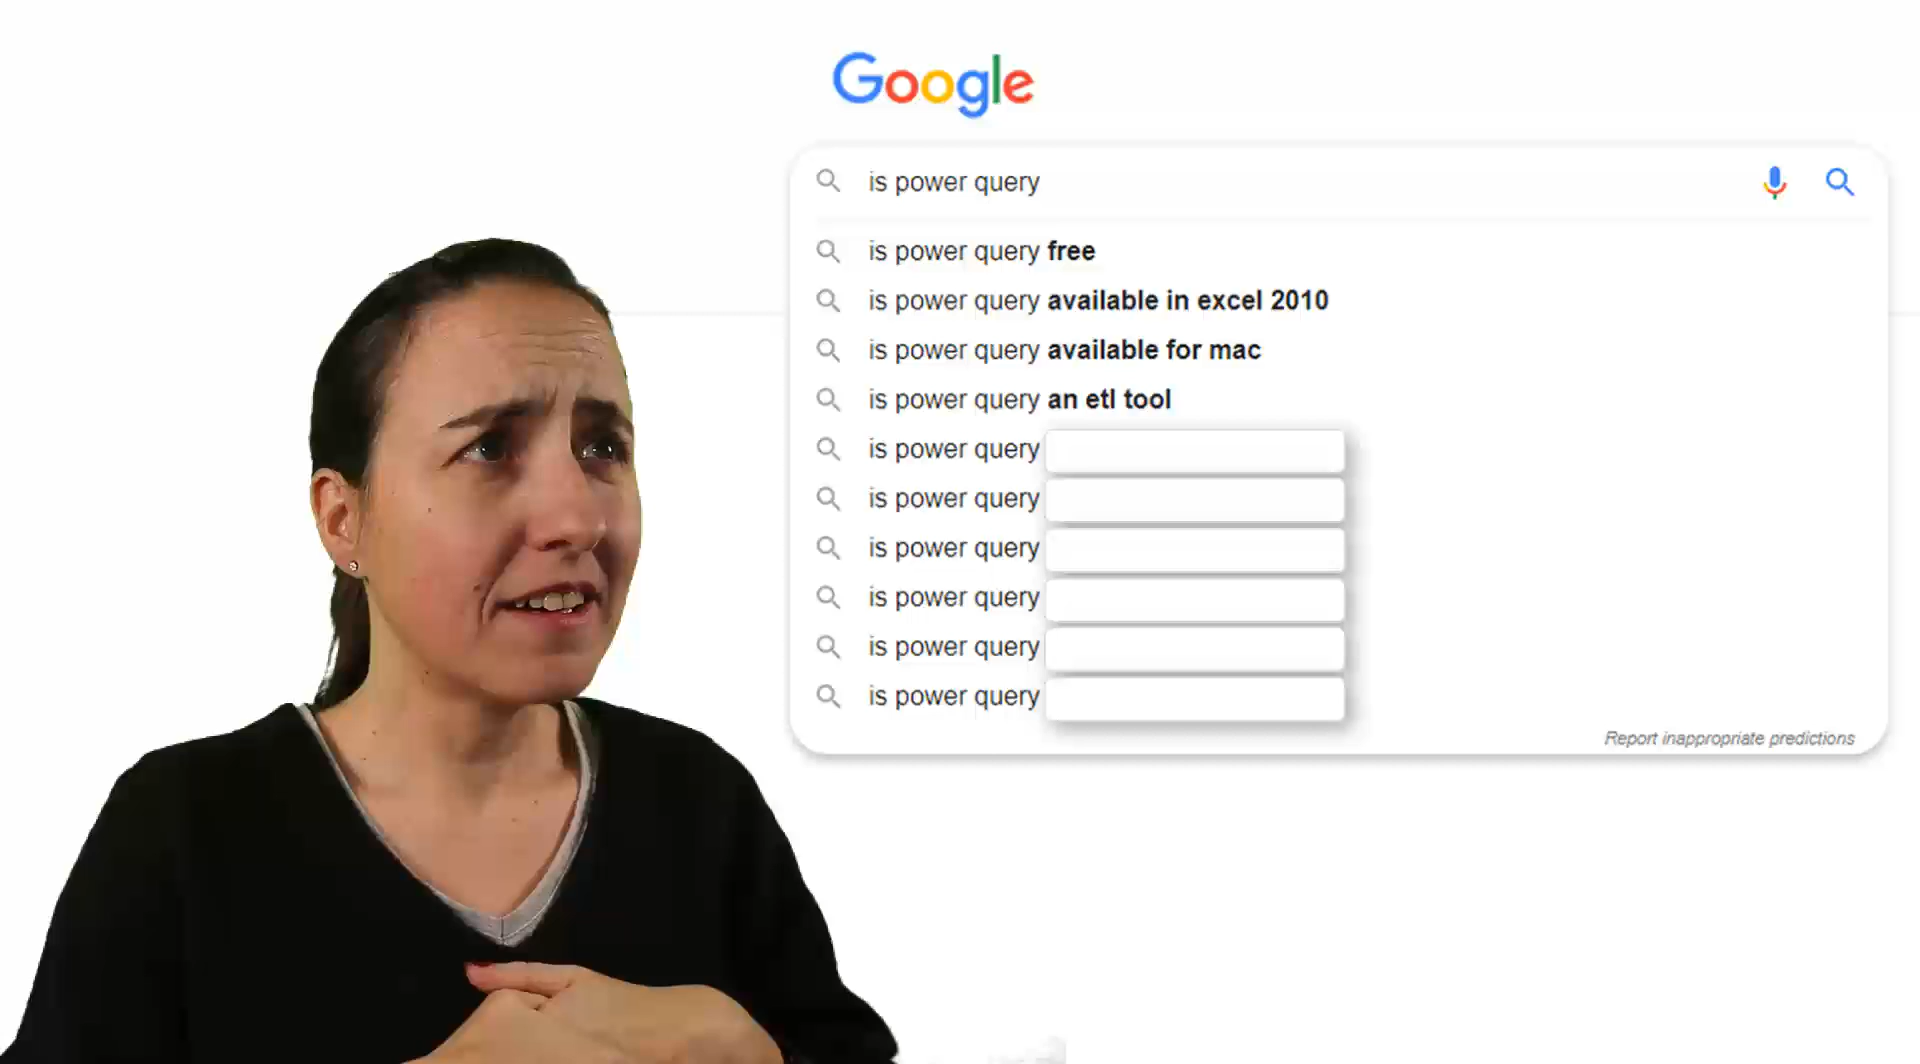 Google
is power query
is power query free
is power query available in excel 2010
is power query available for mac
is power query an etl tool
is power query
is power query
is power query
is power query
is power query
is power query
Report inappropriate predictions